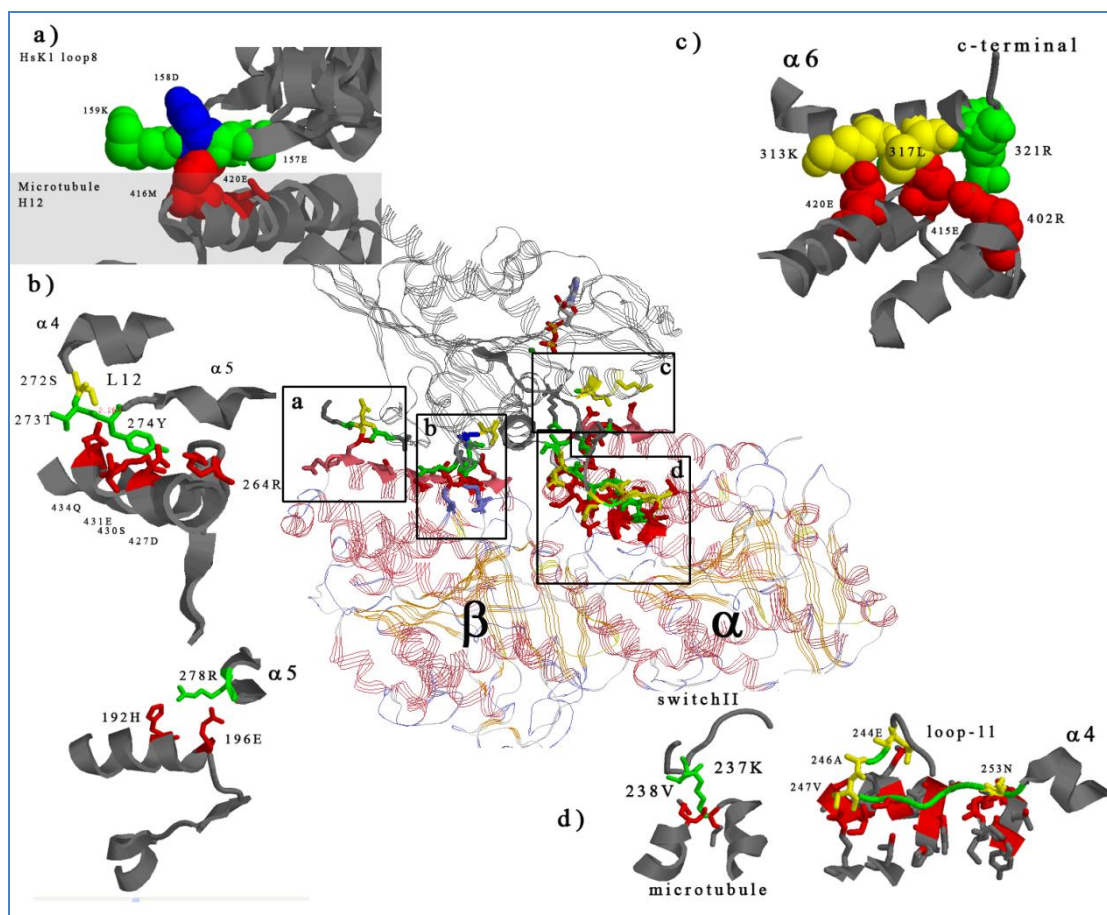 a)
HsK1 loop8
158D
159K
157E
Microtubule
H12
416M
420E
c)
c-terminal
α6
313K
317L
321R
420E
415E
402R
b)
α4
272S
L12
α5
273T
274Y
264R
434Q
431E
430S
427D
278R
α5
192H
196E
a
b
c
d
β
α
switchII
237K
238V
d)
microtubule
244E
loop-11
α4
246A
253N
247V